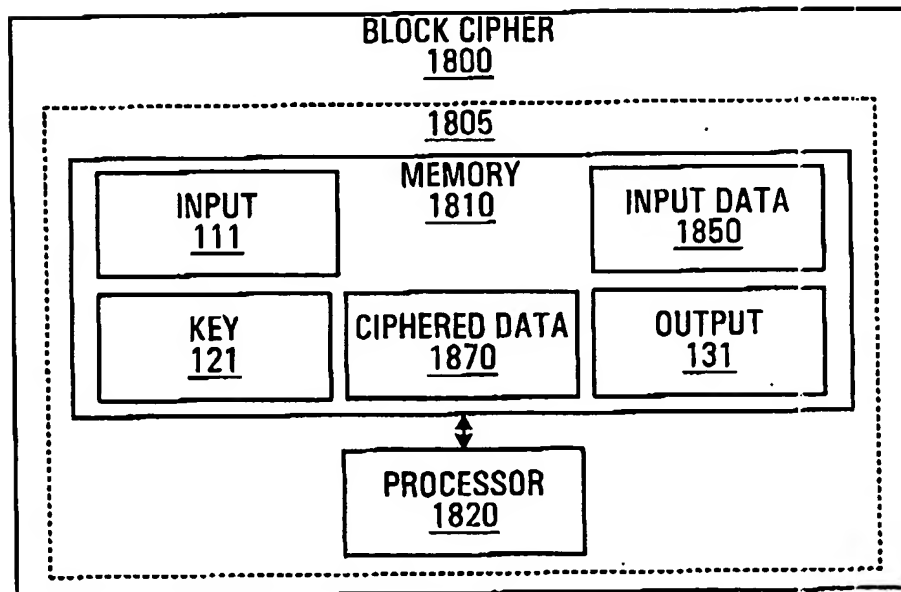 BLOCK CIPHER
1800
1805
MEMORY
1810
INPUT
111
INPUT DATA
1850
KEY
121
CIPHERED DATA
1870
OUTPUT
131
PROCESSOR
1820